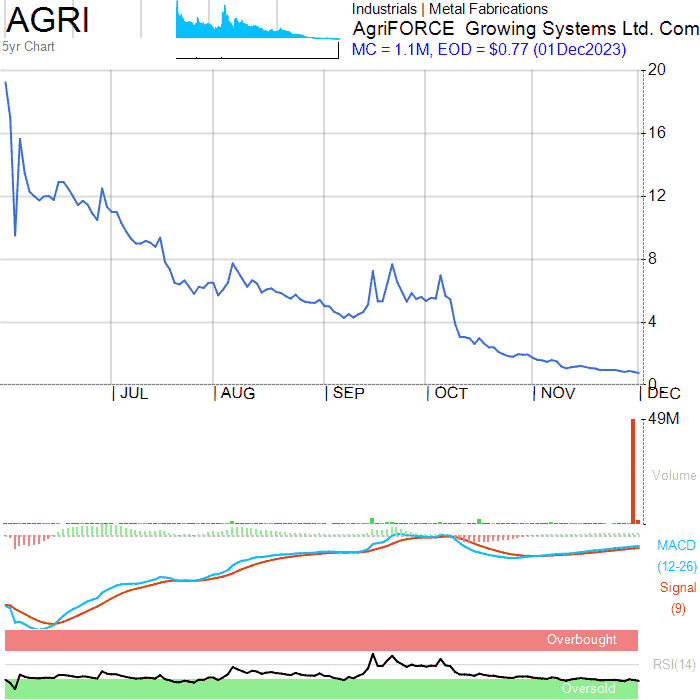 AGRI
5yr Chart
Industrials | Metal Fabrications
AgriFORCE Growing Systems Ltd. Com
MC = 1.1M, EOD = $0.77 (01Dec2023)
20
16
12
8
4
0
JUL AUG SEP OCT NOV DEC
49M
Volume
MACD
(12-26)
Signal
(9)
Overbought
RSI(14)
Oversold